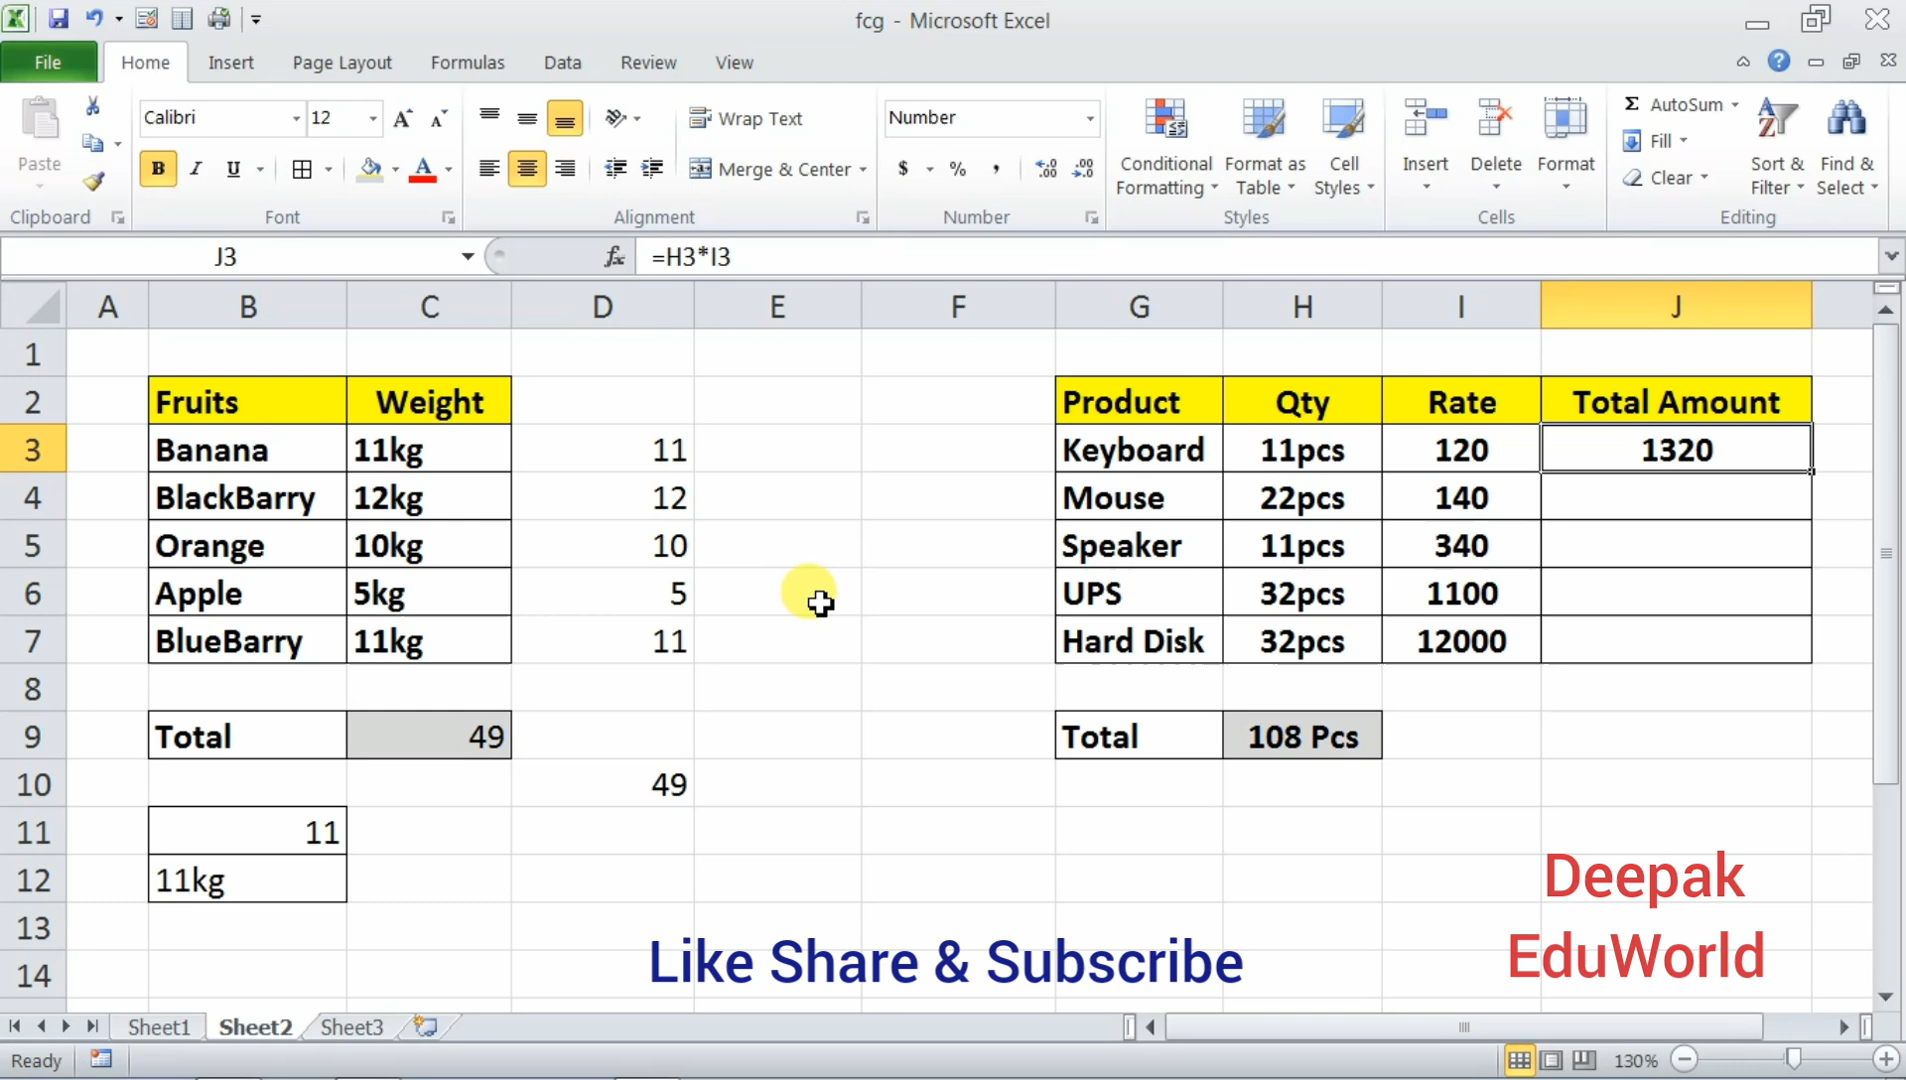 fcg - Microsoft Excel
File Home Insert Page Layout Formulas Data Review View
Calibri 12 Wrap Text Number Σ AutoSum
Paste B I U Merge & Center $ % , Conditional Formatting Format as Table Cell Styles Insert Delete Format Fill Clear Sort & Filter Find & Select
Clipboard Font Alignment Number Styles Cells Editing
J3 fx =H3*I3
A B C D E F G H I J
1
2 Fruits Weight Product Qty Rate Total Amount
3 Banana 11kg 11 Keyboard 11pcs 120 1320
4 BlackBarry 12kg 12 Mouse 22pcs 140
5 Orange 10kg 10 Speaker 11pcs 340
6 Apple 5kg 5 UPS 32pcs 1100
7 BlueBarry 11kg 11 Hard Disk 32pcs 12000
8
9 Total 49 Total 108 Pcs
10 49
11 11
12 11kg
13
14
Deepak
EduWorld
Like Share & Subscribe
Sheet1 Sheet2 Sheet3
Ready 130%